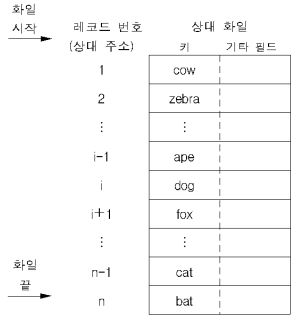 화일
시작
레코드 번호
(상대 주소)
상대 화일
키 기타 필드
1 cow
2 zebra
⋮ ⋮
i-1 ape
i dog
i+1 fox
⋮ ⋮
화일
끝
n-1 cat
n bat